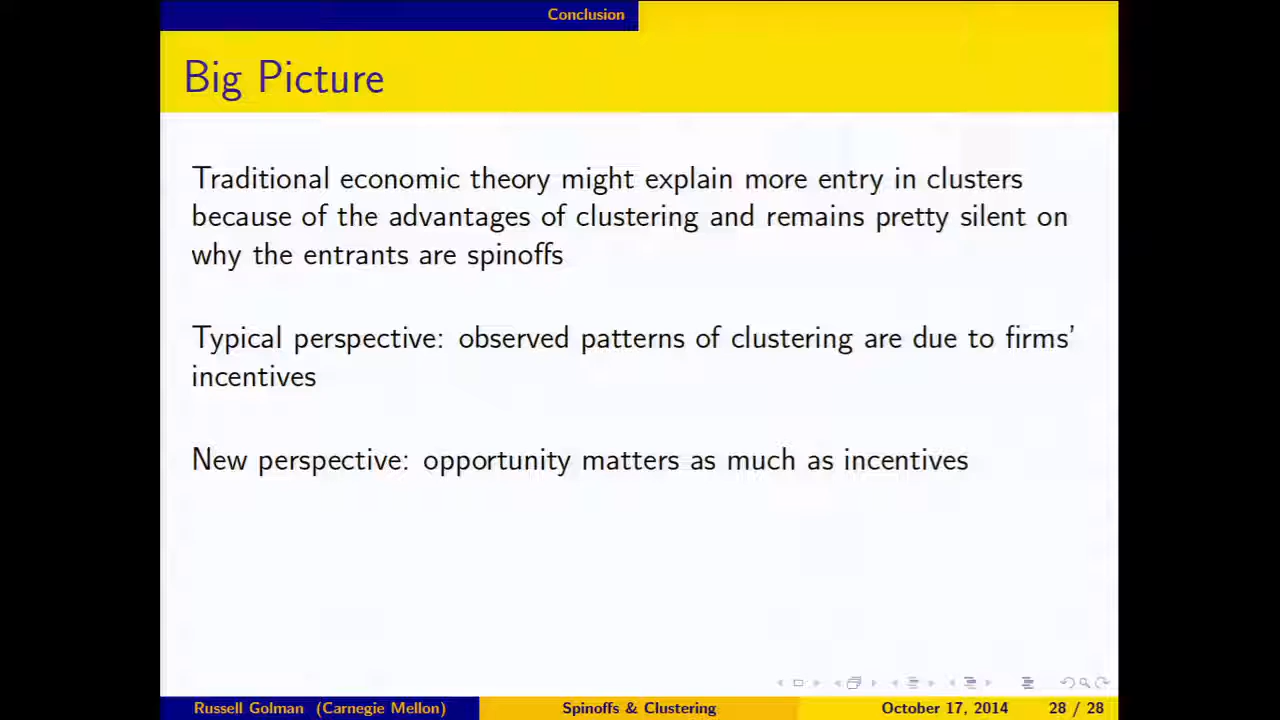 Conclusion
Big Picture
Traditional economic theory might explain more entry in clusters
because of the advantages of clustering and remains pretty silent on
why the entrants are spinoffs
Typical perspective: observed patterns of clustering are due to firms'
incentives
New perspective: opportunity matters as much as incentives
Russell Golman (Carnegie Mellon) Spinoffs & Clustering October 17, 2014 28 / 28